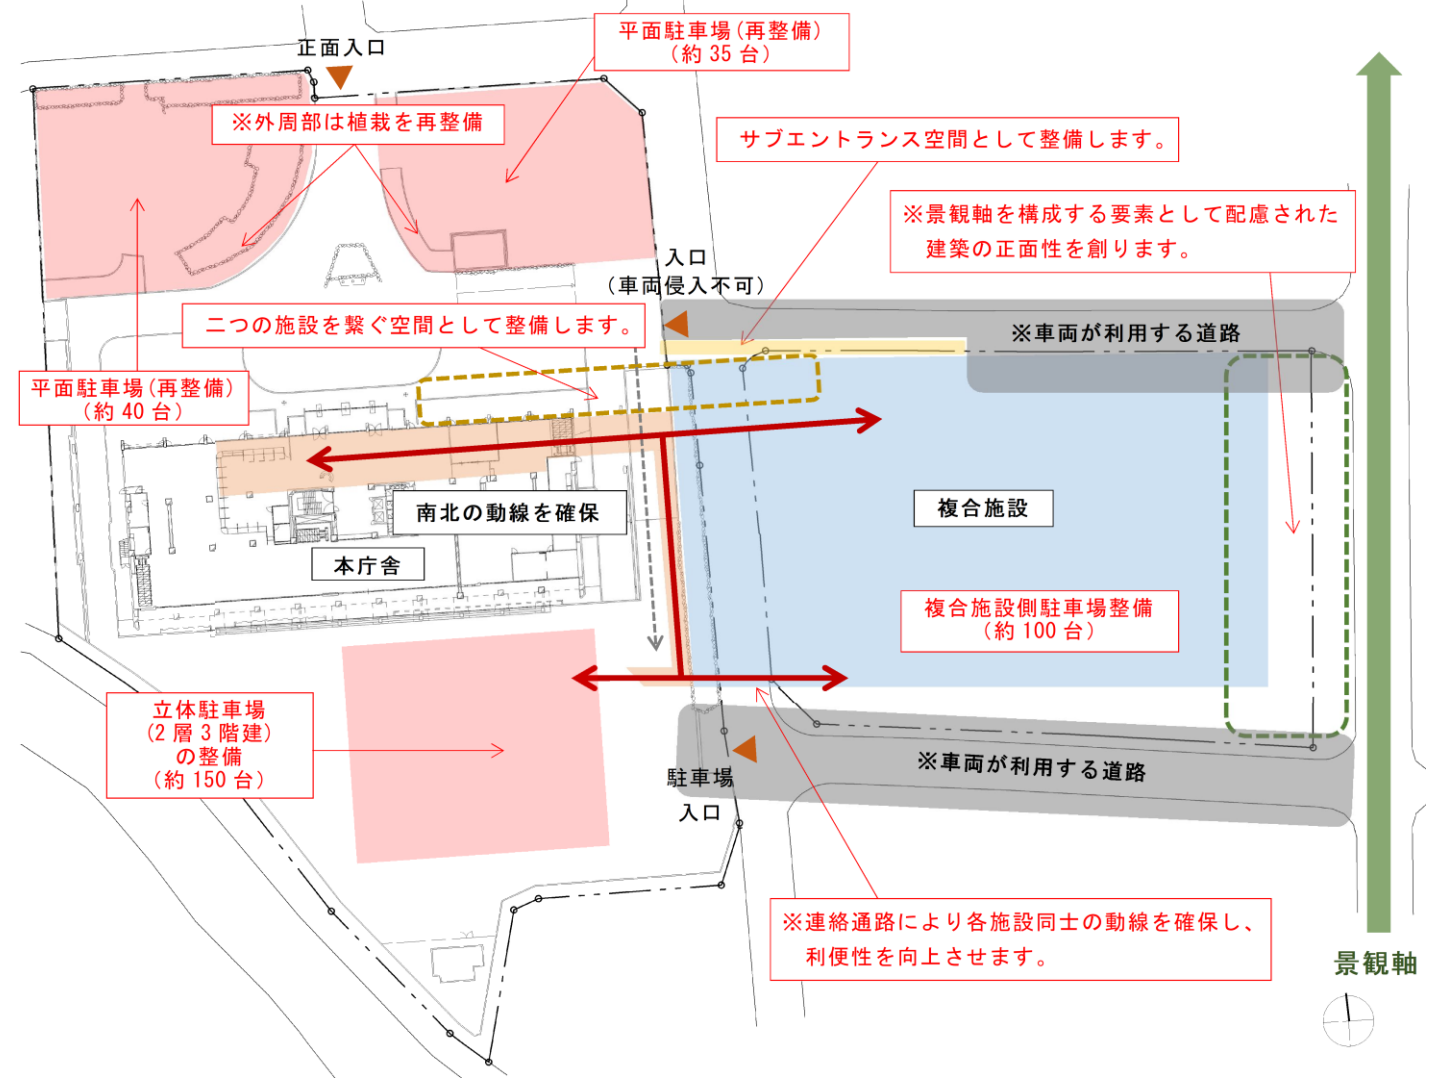 正面入口
平面駐車場(再整備)
(約35台)
※外周部は植栽を再整備
サブエントランス空間として整備します。
※景観軸を構成する要素として配慮された
建築の正面性を創ります。
入口
(車両侵入不可)
二つの施設を繋ぐ空間として整備します。
※車両が利用する道路
平面駐車場(再整備)
(約40台)
南北の動線を確保
複合施設
本庁舎
複合施設側駐車場整備
(約100台)
立体駐車場
(2層3階建)
の整備
(約150台)
※車両が利用する道路
駐車場
入口
※連絡通路により各施設同士の動線を確保し、
利便性を向上させます。
景観軸